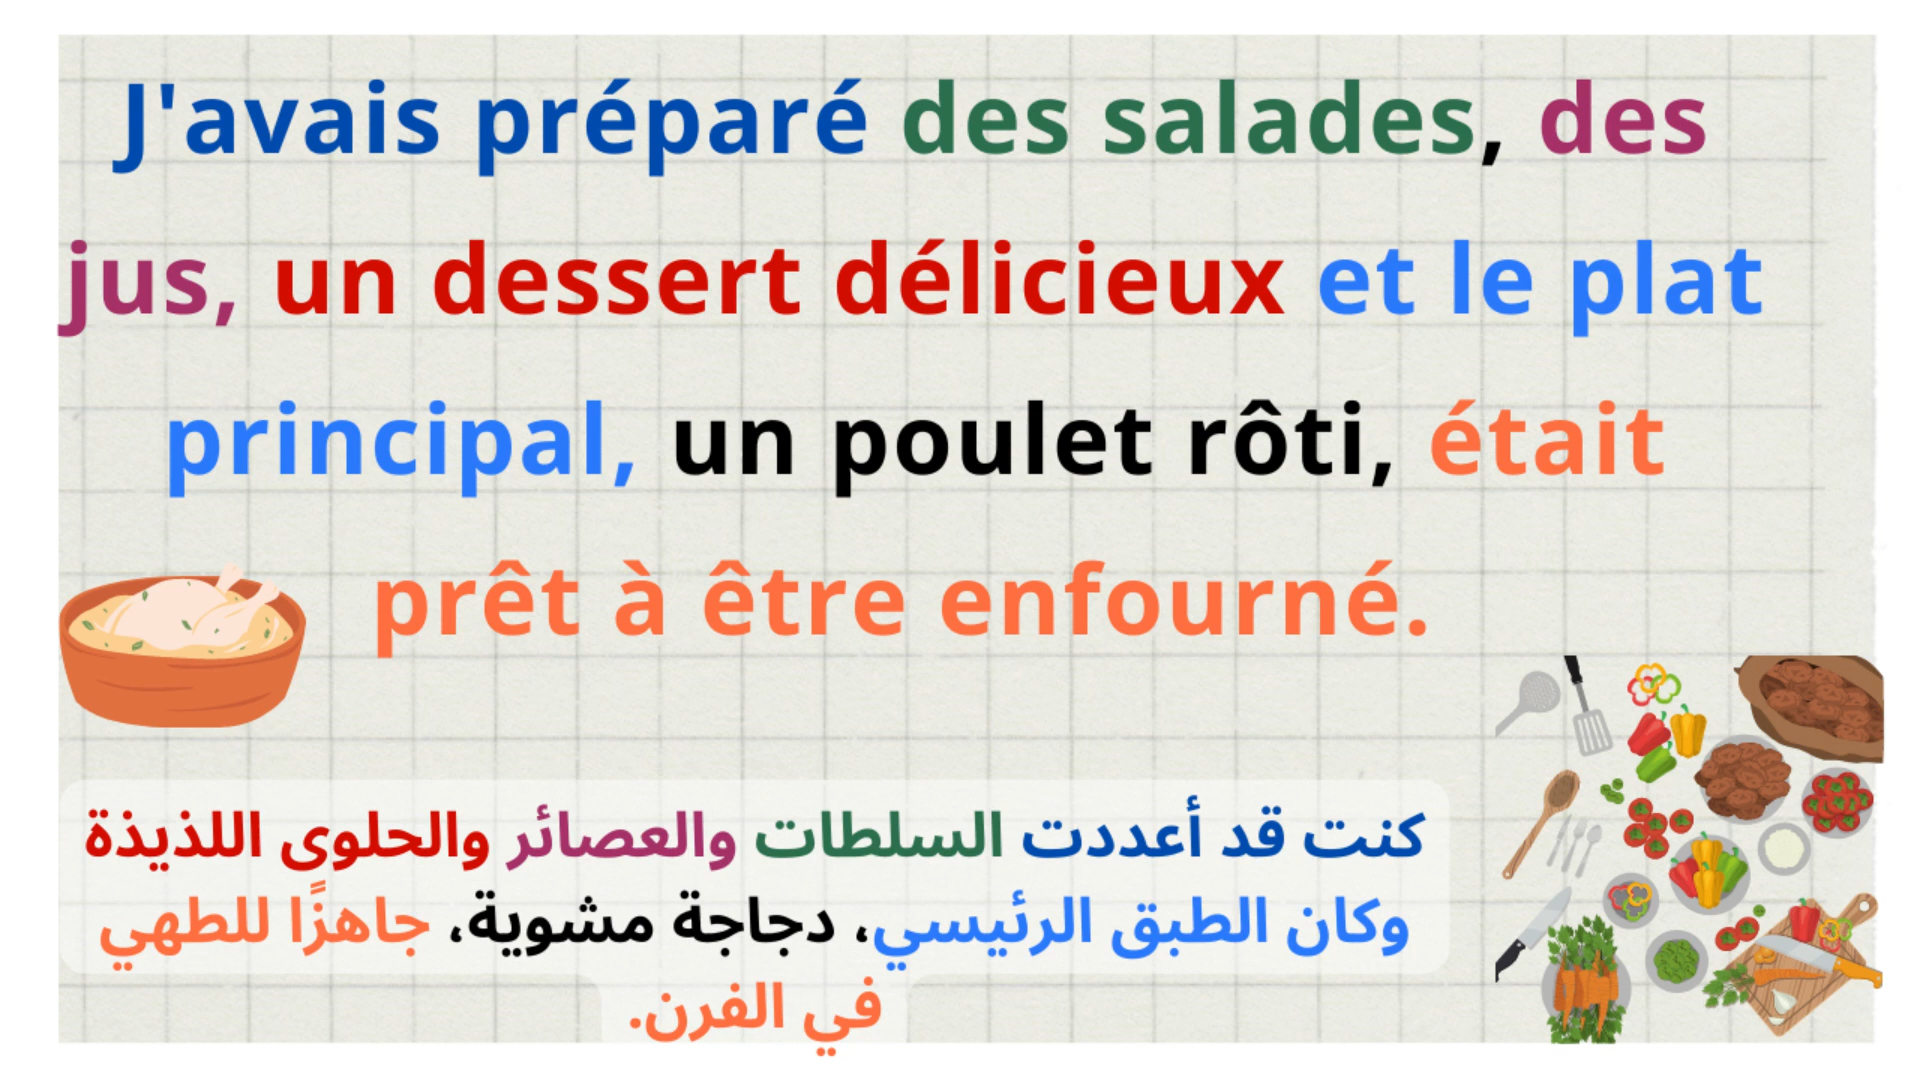 J'avais préparé des salades, des
jus, un dessert délicieux et le plat
principal, un poulet rôti, était
prêt à être enfourné.
كنت قد أعددت السلطات والعصائر والحلوى اللذيذة
وكان الطبق الرئيسي، دجاجة مشوية، جاهزًا للطهي
في الفرن.